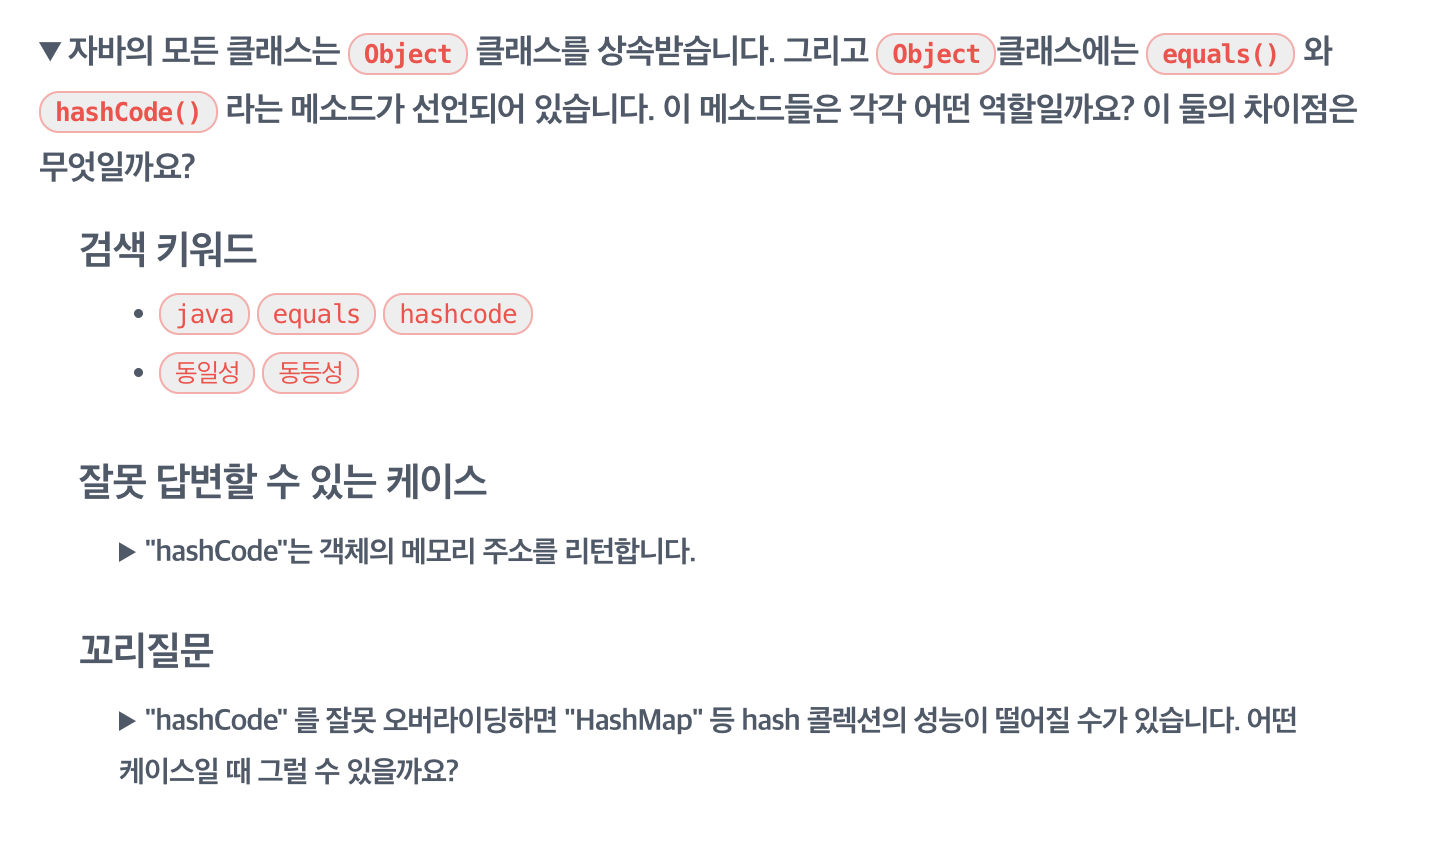 ▼ 자바의 모든 클래스는 Object 클래스를 상속받습니다. 그리고 Object클래스에는 equals() 와
hashCode() 라는 메소드가 선언되어 있습니다. 이 메소드들은 각각 어떤 역할일까요? 이 둘의 차이점은
무엇일까요?
검색 키워드
• java equals hashcode
• 동일성 동등성
잘못 답변할 수 있는 케이스
▶ "hashCode"는 객체의 메모리 주소를 리턴합니다.
꼬리질문
▶ "hashCode" 를 잘못 오버라이딩하면 "HashMap" 등 hash 콜렉션의 성능이 떨어질 수가 있습니다. 어떤
케이스일 때 그럴 수 있을까요?